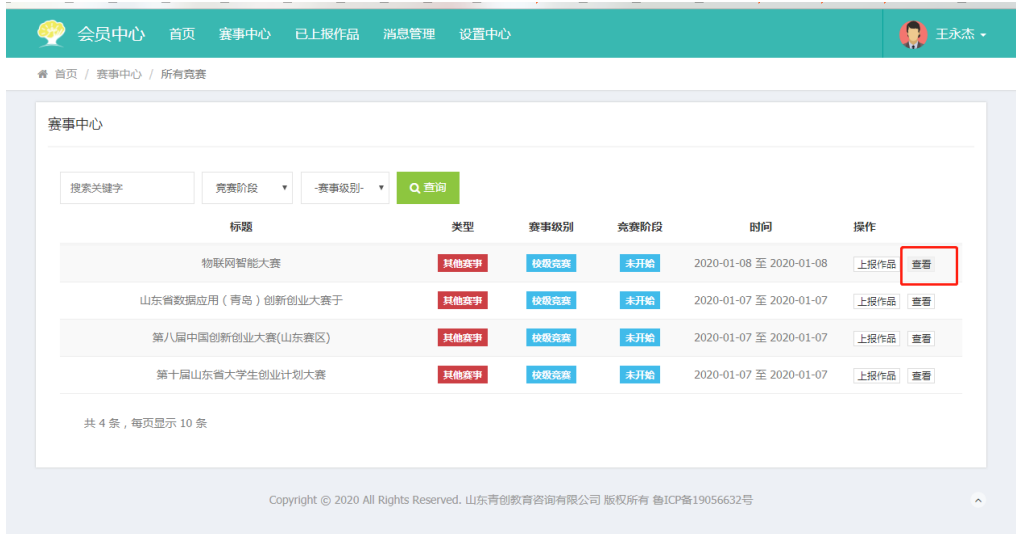 会员中心 首页 赛事中心 已上报作品 消息管理 设置中心 王永杰
首页 / 赛事中心 / 所有竞赛
赛事中心
搜索关键字 竞赛阶段 -赛事级别- 查询
标题 类型 赛事级别 竞赛阶段 时间 操作
物联网智能大赛 其他赛事 校级竞赛 未开始 2020-01-08 至 2020-01-08 上报作品 查看
山东省数据应用（青岛）创新创业大赛于 其他赛事 校级竞赛 未开始 2020-01-07 至 2020-01-07 上报作品 查看
第八届中国创新创业大赛(山东赛区) 其他赛事 校级竞赛 未开始 2020-01-07 至 2020-01-07 上报作品 查看
第十届山东省大学生创业计划大赛 其他赛事 校级竞赛 未开始 2020-01-07 至 2020-01-07 上报作品 查看
共 4 条，每页显示 10 条
Copyright © 2020 All Rights Reserved. 山东青创教育咨询有限公司 版权所有 鲁ICP备19056632号